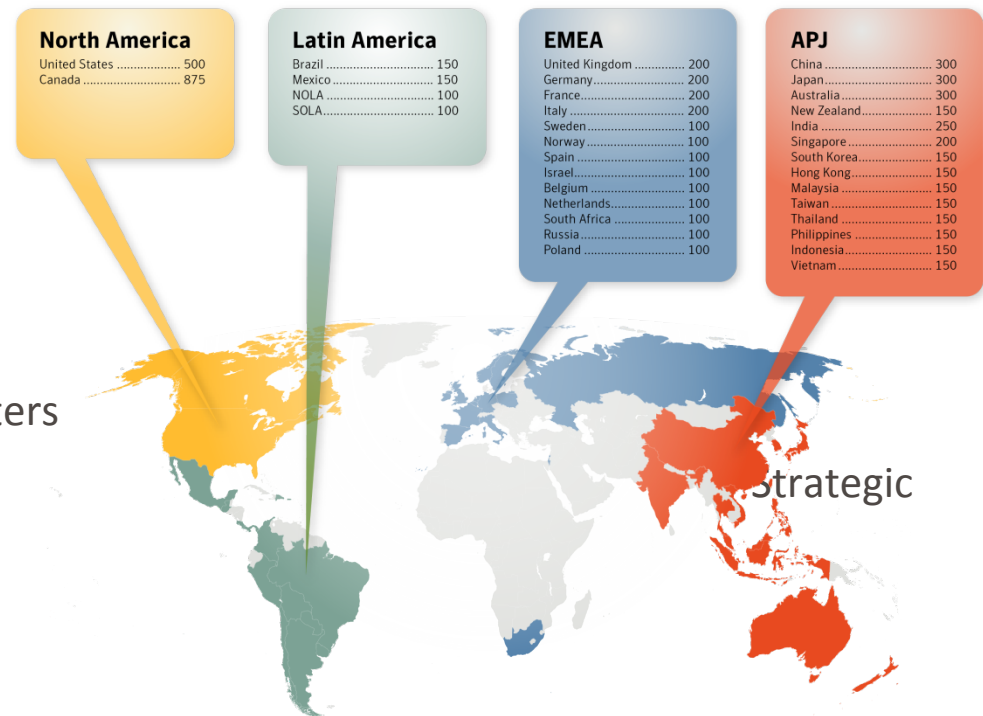 North America
United States ................ 500
Canada ........................ 875
Latin America
Brazil ............................ 150
Mexico .......................... 150
NOLA ............................ 100
SOLA ............................. 100
EMEA
United Kingdom ............ 200
Germany ....................... 200
France ........................... 200
Italy ............................... 200
Sweden ......................... 100
Norway .......................... 100
Spain ............................. 100
Israel ............................. 100
Belgium ......................... 100
Netherlands .................. 100
South Africa .................. 100
Russia ........................... 100
Poland ........................... 100
APJ
China ............................ 300
Japan ............................ 300
Australia ........................ 300
New Zealand ................. 150
India .............................. 250
Singapore ...................... 200
South Korea .................. 150
Hong Kong .................... 150
Malaysia ........................ 150
Taiwan .......................... 150
Thailand ........................ 150
Philippines .................... 150
Indonesia ...................... 150
Vietnam ......................... 150
Strategic